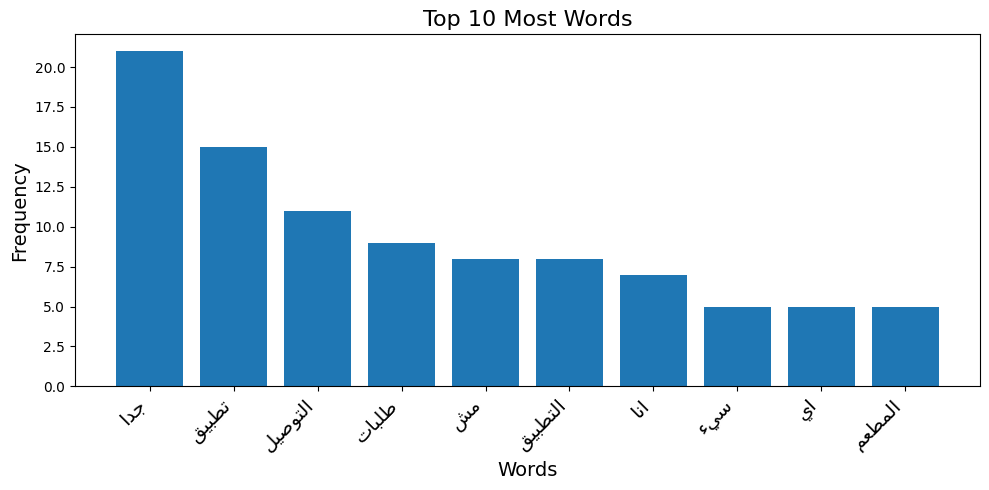 Top 10 Most Words
Frequency
20.0
17.5
15.0
12.5
10.0
7.5
5.0
2.5
0.0
جدا
تطبيق
التوصيل
طلبات
مش
التطبيق
انا
سيء
اي
المطعم
Words